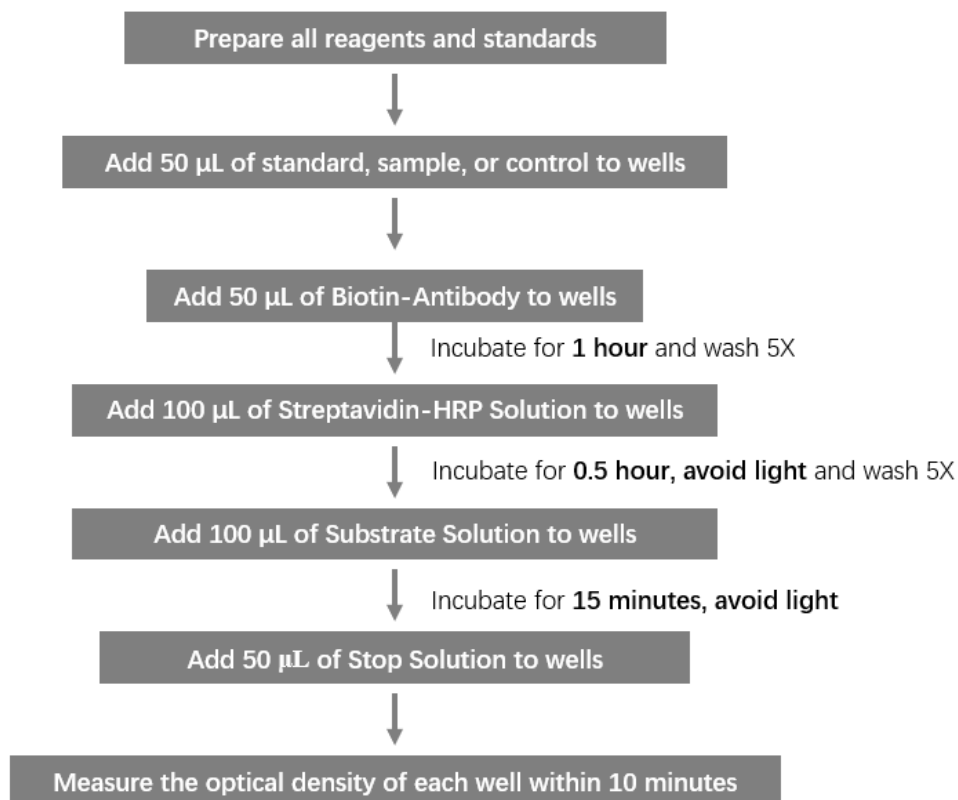 Prepare all reagents and standards
Add 50 μL of standard, sample, or control to wells
Add 50 μL of Biotin-Antibody to wells
Incubate for 1 hour and wash 5X
Add 100 μL of Streptavidin-HRP Solution to wells
Incubate for 0.5 hour, avoid light and wash 5X
Add 100 μL of Substrate Solution to wells
Incubate for 15 minutes, avoid light
Add 50 μL of Stop Solution to wells
Measure the optical density of each well within 10 minutes